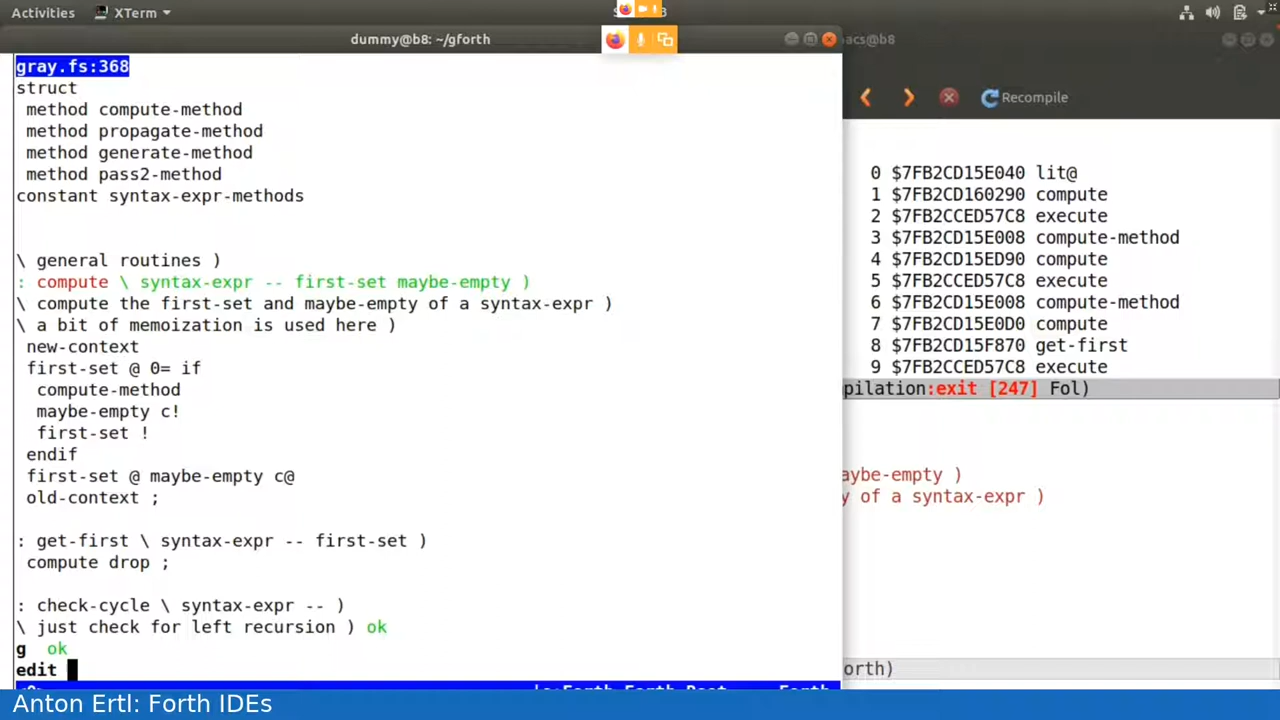 Activities
XTerm
dummy@b8: ~/gforth
acs@b8
gray.fs:368
struct
method compute-method
method propagate-method
method generate-method
method pass2-method
constant syntax-expr-methods
\ general routines )
: compute \ syntax-expr -- first-set maybe-empty )
\ compute the first-set and maybe-empty of a syntax-expr )
\ a bit of memoization is used here )
new-context
first-set @ 0= if
compute-method
maybe-empty c!
first-set !
endif
first-set @ maybe-empty c@
old-context ;
: get-first \ syntax-expr -- first-set )
compute drop ;
: check-cycle \ syntax-expr -- )
\ just check for left recursion ) ok
g ok
edit
Recompile
0 $7FB2CD15E040 lit@
1 $7FB2CD160290 compute
2 $7FB2CCED57C8 execute
3 $7FB2CD15E008 compute-method
4 $7FB2CD15ED90 compute
5 $7FB2CCED57C8 execute
6 $7FB2CD15E008 compute-method
7 $7FB2CD15E0D0 compute
8 $7FB2CD15F870 get-first
9 $7FB2CCED57C8 execute
pilation:exit [247] Fol)
aybe-empty )
y of a syntax-expr )
orth)
Anton Ertl: Forth IDEs